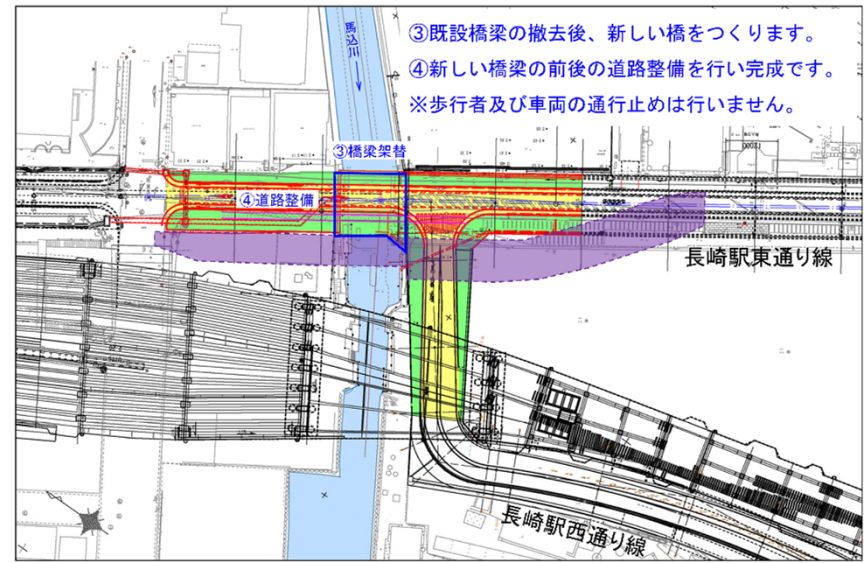 ③既設橋梁の撤去後、新しい橋をつくります。
④新しい橋梁の前後の道路整備を行い完成です。
※歩行者及び車両の通行止めは行いません。
馬込川
③橋梁架替
④道路整備
長崎駅東通り線
長崎駅西通り線